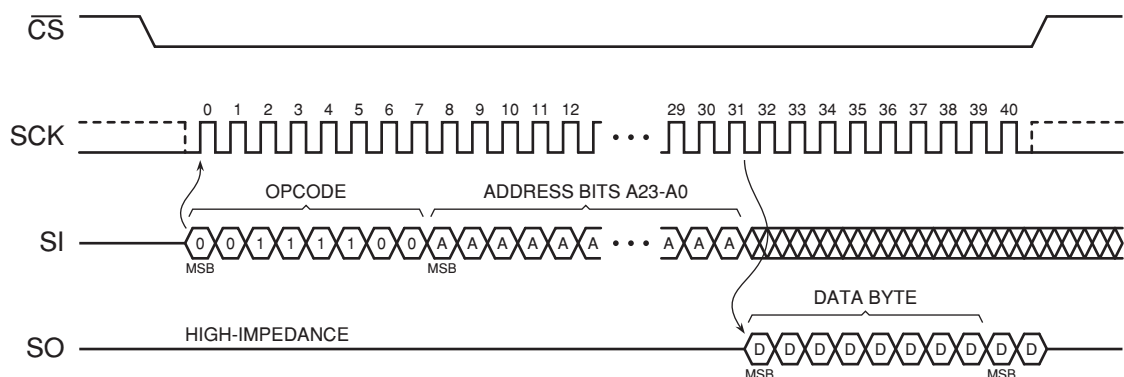 CS
0 1 2 3 4 5 6 7 8 9 10 11 12 29 30 31 32 33 34 35 36 37 38 39 40
SCK
OPCODE ADDRESS BITS A23-A0
SI 0 0 1 1 1 1 0 0 A A A A A A A A A
MSB MSB
DATA BYTE
HIGH-IMPEDANCE
SO D D D D D D D D D D
MSB MSB